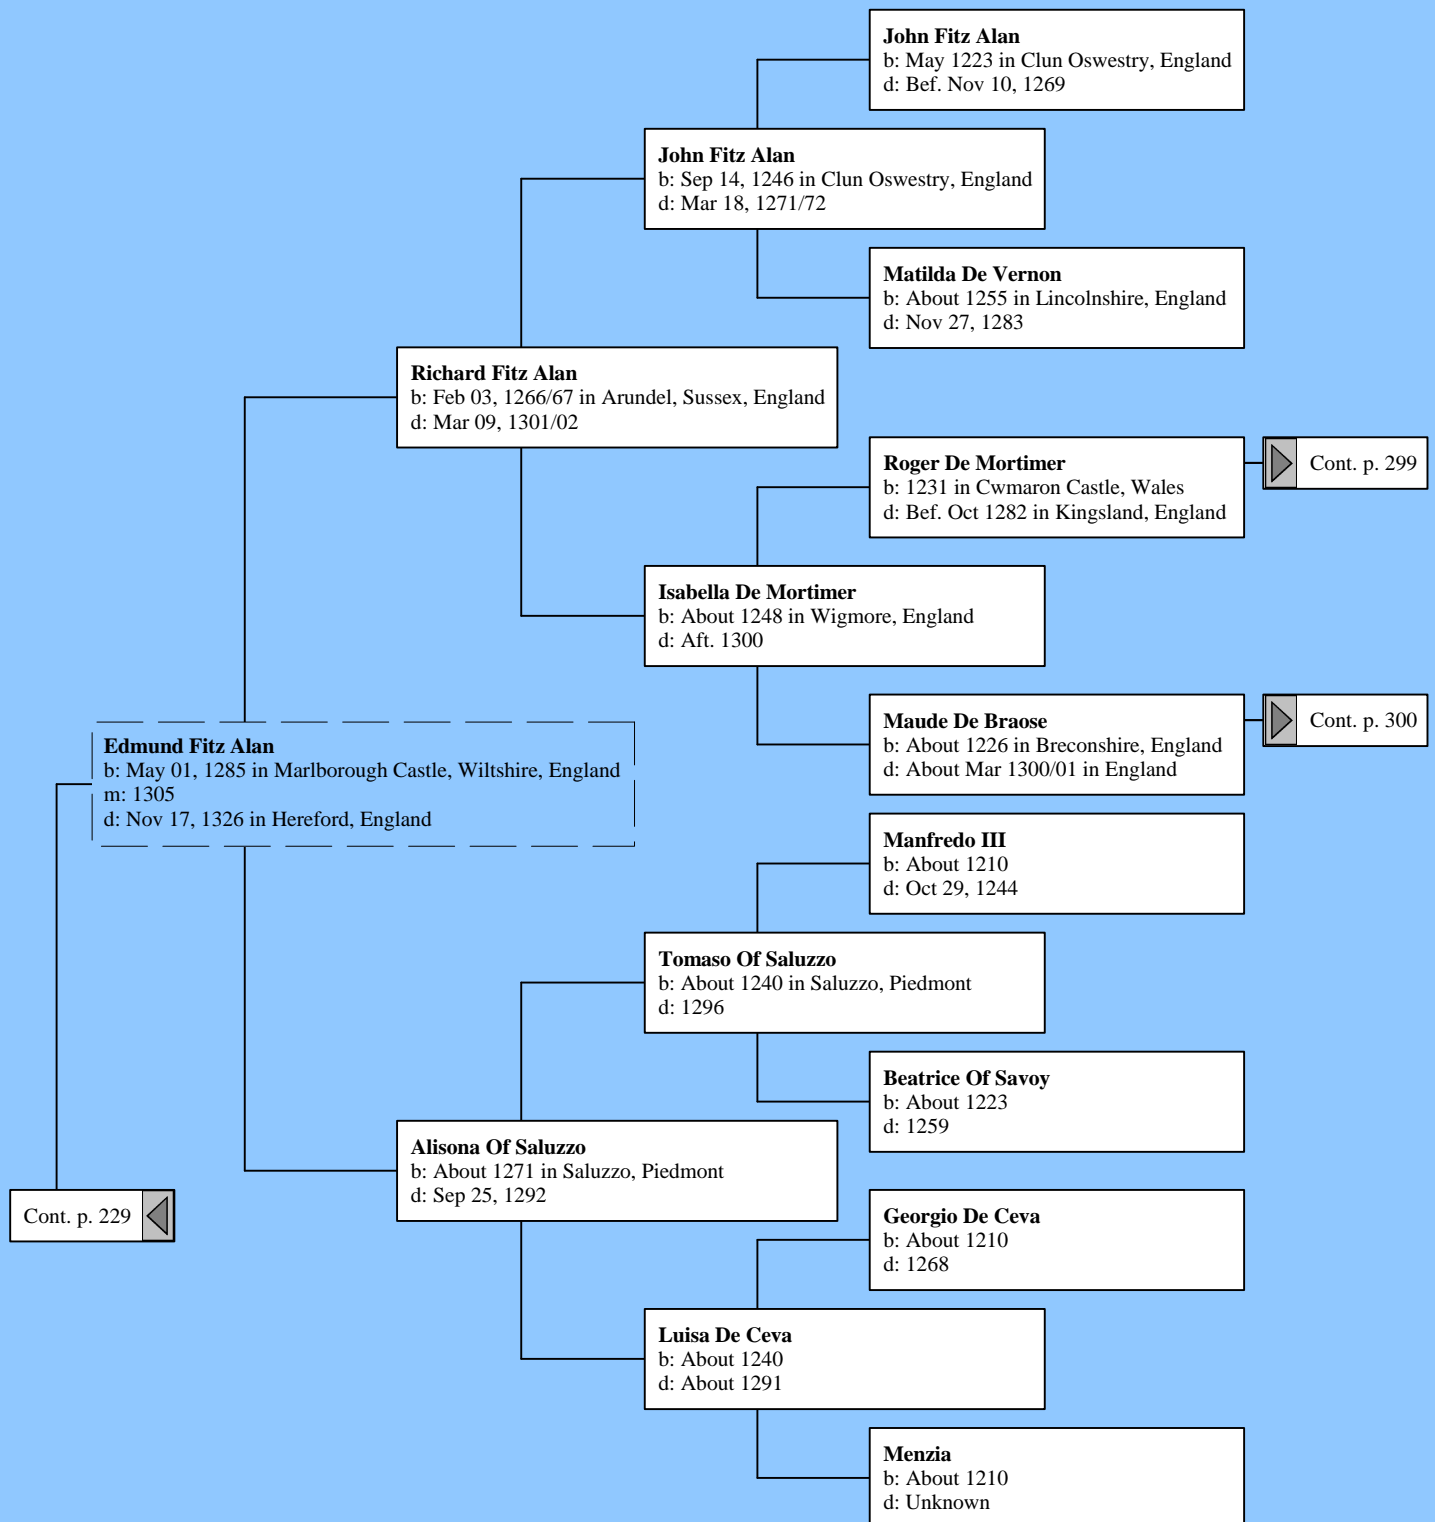 John Fitz Alan
b: May 1223 in Clun Oswestry, England
d: Bef. Nov 10, 1269
John Fitz Alan
b: Sep 14, 1246 in Clun Oswestry, England
d: Mar 18, 1271/72
Matilda De Vernon
b: About 1255 in Lincolnshire, England
d: Nov 27, 1283
Richard Fitz Alan
b: Feb 03, 1266/67 in Arundel, Sussex, England
d: Mar 09, 1301/02
Roger De Mortimer
b: 1231 in Cwmaron Castle, Wales
d: Bef. Oct 1282 in Kingsland, England
Cont. p. 299
Isabella De Mortimer
b: About 1248 in Wigmore, England
d: Aft. 1300
Maude De Braose
b: About 1226 in Breconshire, England
d: About Mar 1300/01 in England
Cont. p. 300
Edmund Fitz Alan
b: May 01, 1285 in Marlborough Castle, Wiltshire, England
m: 1305
d: Nov 17, 1326 in Hereford, England
Manfredo III
b: About 1210
d: Oct 29, 1244
Tomaso Of Saluzzo
b: About 1240 in Saluzzo, Piedmont
d: 1296
Beatrice Of Savoy
b: About 1223
d: 1259
Alisona Of Saluzzo
b: About 1271 in Saluzzo, Piedmont
d: Sep 25, 1292
Cont. p. 229
Georgio De Ceva
b: About 1210
d: 1268
Luisa De Ceva
b: About 1240
d: About 1291
Menzia
b: About 1210
d: Unknown